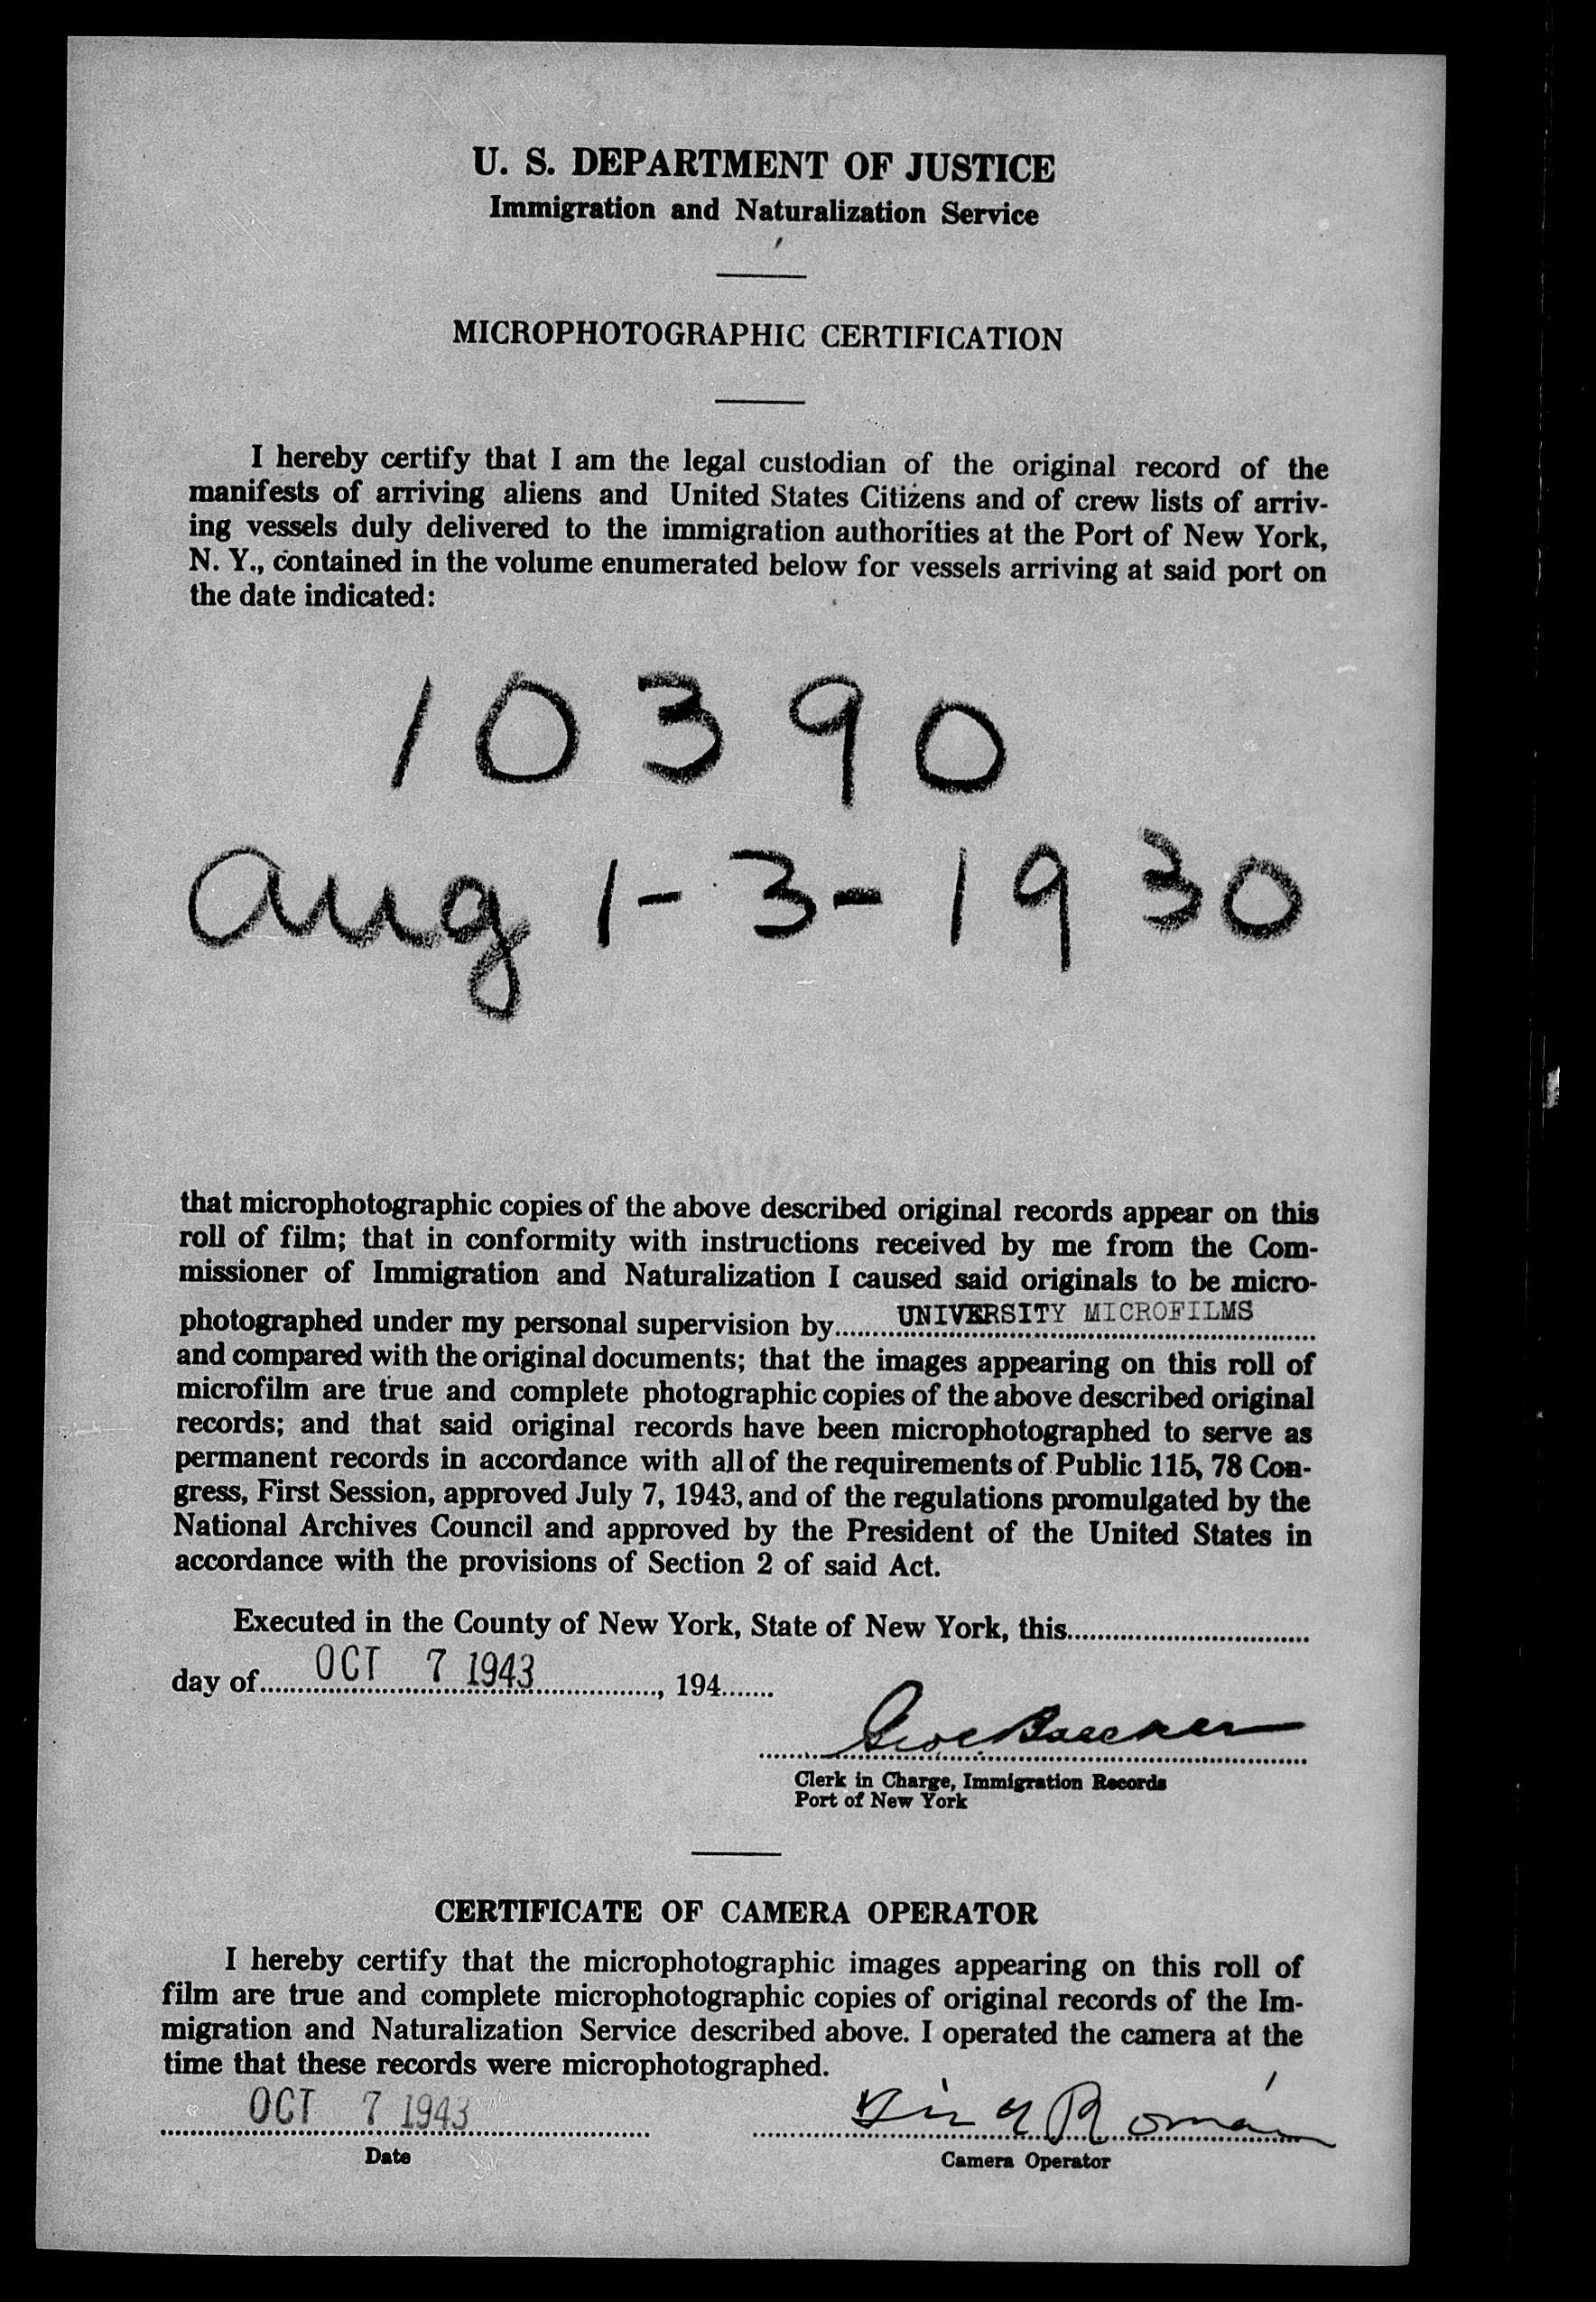 U. S. DEPARTMENT OF JUSTICE
Immigration and Naturalization Service
MICROPHOTOGRAPHIC CERTIFICATION
I hereby certify that I am the legal custodian of the original record of the
manifests of arriving aliens and United States Citizens and of crew lists of arriv-
ing vessels duly delivered to the immigration authorities at the Port of New York,
N. Y., contained in the volume enumerated below for vessels arriving at said port on
the date indicated:
10390
Aug 1-3-1930
that microphotographic copies of the above described original records appear on this
roll of film; that in conformity with instructions received by me from the Com-
missioner of Immigration and Naturalization I caused said originals to be micro-
photographed under my personal supervision by UNIVERSITY MICROFILMS
and compared with the original documents; that the images appearing on this roll of
microfilm are true and complete photographic copies of the above described original
records; and that said original records have been microphotographed to serve as
permanent records in accordance with all of the requirements of Public 115, 78 Con-
gress, First Session, approved July 7, 1943, and of the regulations promulgated by the
National Archives Council and approved by the President of the United States in
accordance with the provisions of Section 2 of said Act.
Executed in the County of New York, State of New York, this
day of OCT 7 1943, 194
Clerk in Charge, Immigration Records
Port of New York
CERTIFICATE OF CAMERA OPERATOR
I hereby certify that the microphotographic images appearing on this roll of
film are true and complete microphotographic copies of original records of the Im-
migration and Naturalization Service described above. I operated the camera at the
time that these records were microphotographed.
OCT 7 1943
Date
Camera Operator